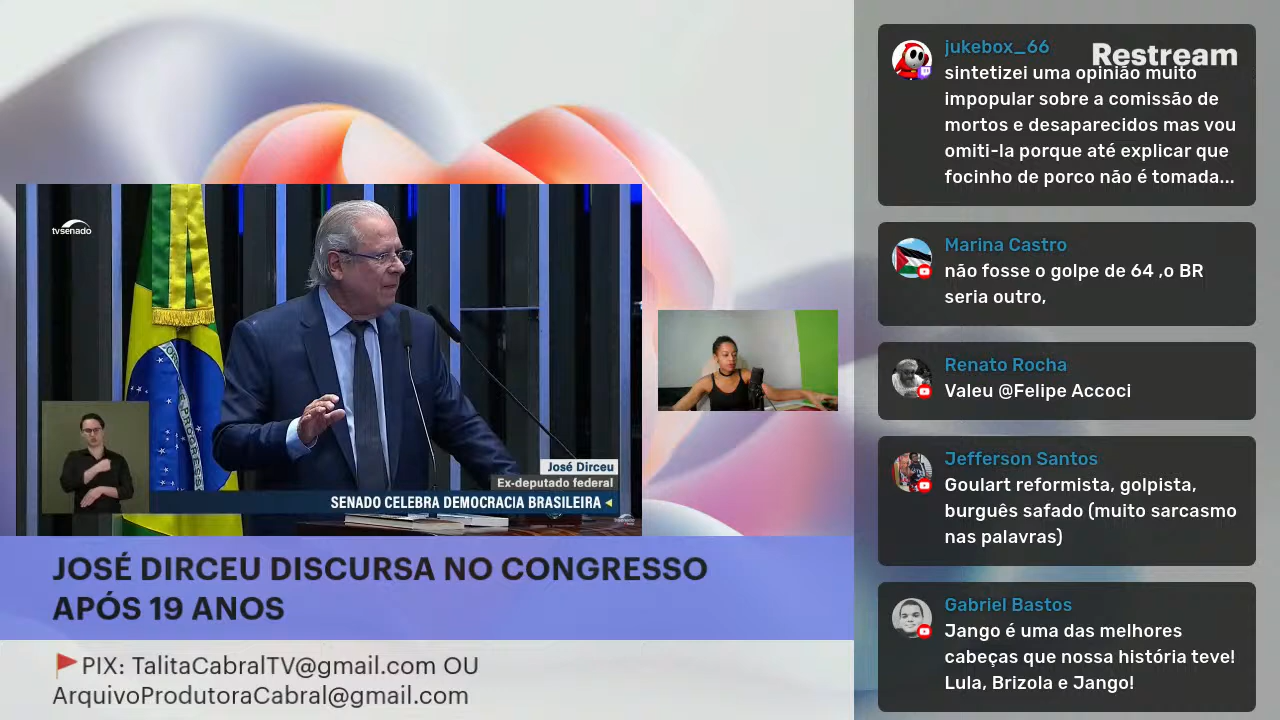 tvsenado
José Dirceu
Ex-deputado federal
SENADO CELEBRA DEMOCRACIA BRASILEIRA
JOSÉ DIRCEU DISCURSA NO CONGRESSO
APÓS 19 ANOS
PIX: TalitaCabralTV@gmail.com OU
ArquivoProdutoraCabral@gmail.com
Restream
jukebox_66
sintetizei uma opinião muito
impopular sobre a comissão de
mortos e desaparecidos mas vou
omiti-la porque até explicar que
focinho de porco não é tomada...
Marina Castro
não fosse o golpe de 64 ,o BR
seria outro,
Renato Rocha
Valeu @Felipe Accoci
Jefferson Santos
Goulart reformista, golpista,
burguês safado (muito sarcasmo
nas palavras)
Gabriel Bastos
Jango é uma das melhores
cabeças que nossa história teve!
Lula, Brizola e Jango!